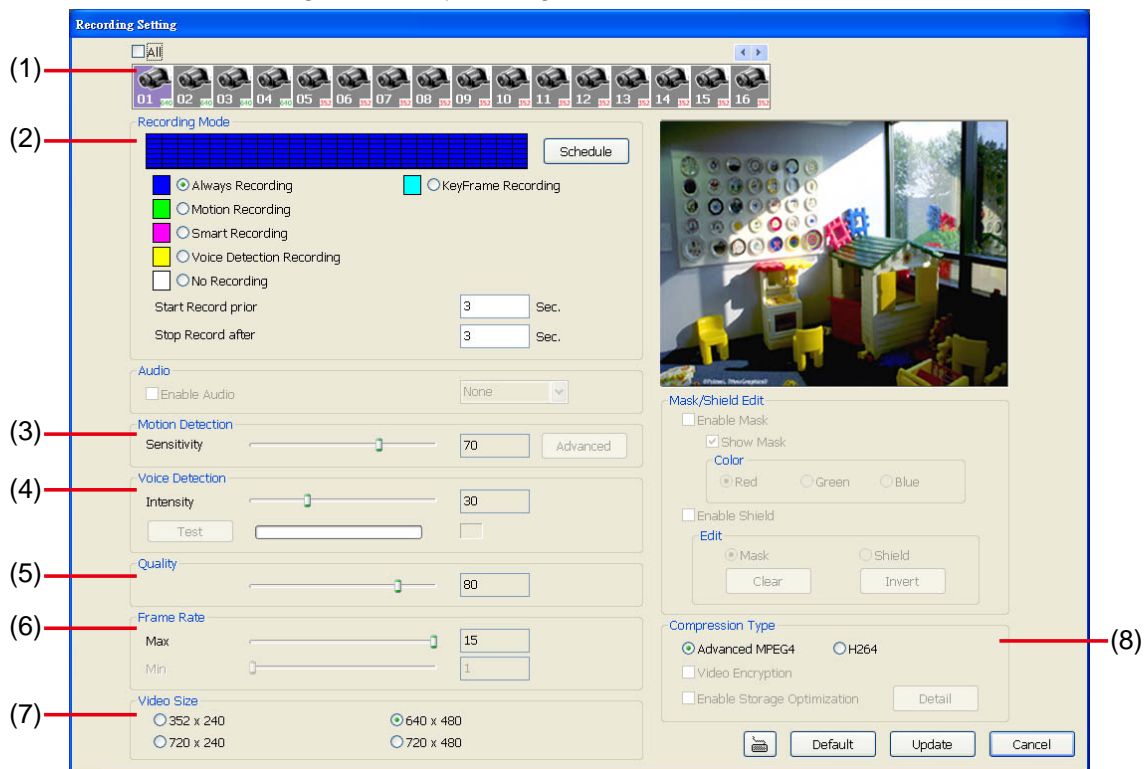 Recording Setting
All
(1)
01 640 02 640 03 640 04 640 05 352 06 352 07 352 08 352 09 352 10 352 11 352 12 352 13 352 14 352 15 352 16 352
(2)
Recording Mode
Schedule
Always Recording
KeyFrame Recording
Motion Recording
Smart Recording
Voice Detection Recording
No Recording
Start Record prior 3 Sec.
Stop Record after 3 Sec.
Audio
Enable Audio None
(3)
Motion Detection
Sensitivity 70 Advanced
(4)
Voice Detection
Intensity 30
Test
(5)
Quality
80
(6)
Frame Rate
Max 15
Min 1
(7)
Video Size
352 x 240 640 x 480
720 x 240 720 x 480
Mask/Shield Edit
Enable Mask
Show Mask
Color
Red Green Blue
Enable Shield
Edit
Mask Shield
Clear Invert
Compression Type
(8)
Advanced MPEG4 H264
Video Encryption
Enable Storage Optimization Detail
Default Update Cancel